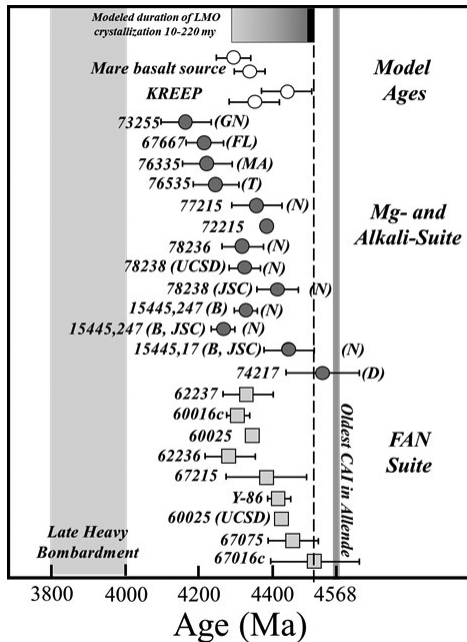 Modeled duration of LMO
crystallization 10-220 my
Mare basalt source
KREEP
Model
Ages
73255 (GN)
67667 (FL)
76335 (MA)
76535 (T)
77215 (N)
72215
78236 (N)
78238 (UCSD) (N)
78238 (JSC) (N)
15445,247 (B) (N)
15445,247 (B, JSC) (N)
15445,17 (B, JSC) (N)
74217 (D)
Mg- and
Alkali-Suite
62237
60016c
60025
62236
67215
Y-86
60025 (UCSD)
67075
67016c
FAN
Suite
Oldest CAI in Allende
Late Heavy
Bombardment
3800 4000 4200 4400 4568
Age (Ma)